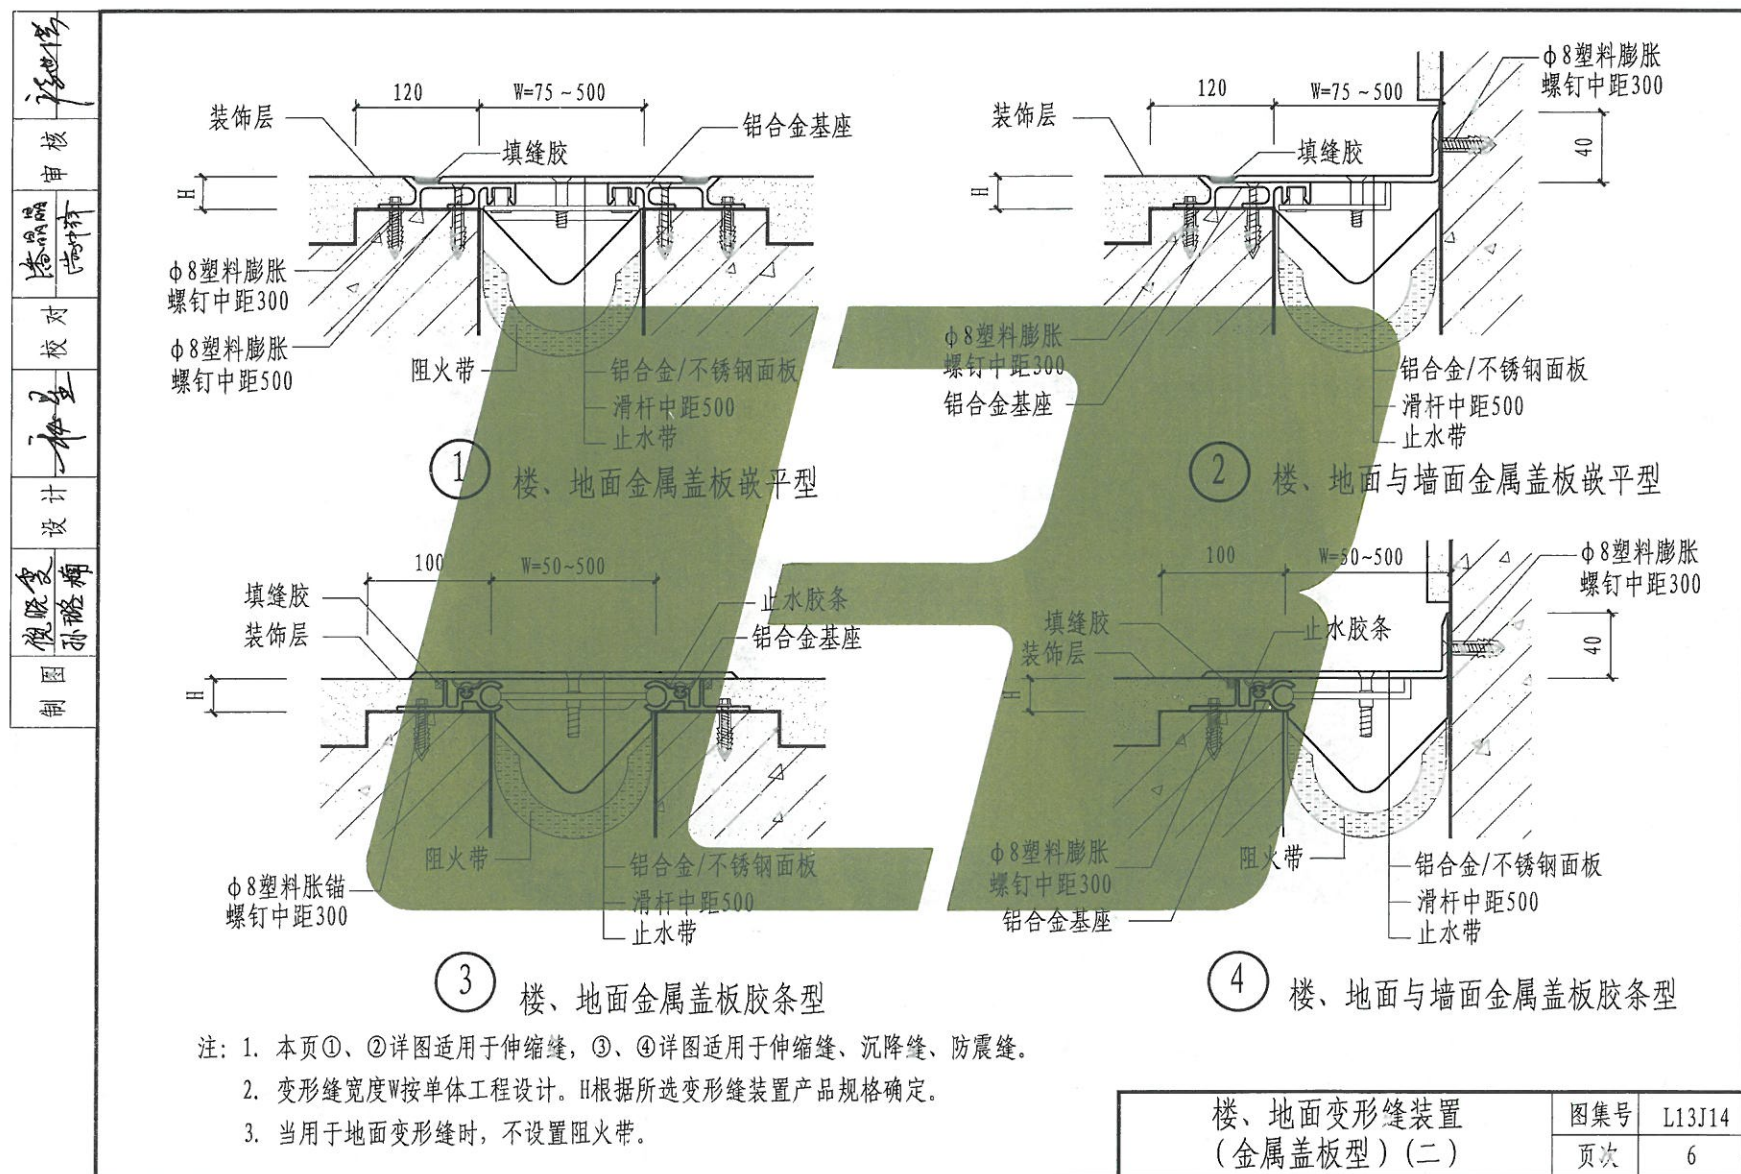 审核
校对
设计
制图
120
W=75~500
装饰层
填缝胶
铝合金基座
H
φ8塑料膨胀
螺钉中距300
φ8塑料膨胀
螺钉中距500
阻火带
铝合金/不锈钢面板
滑杆中距500
止水带
① 楼、地面金属盖板嵌平型
120
W=75~500
φ8塑料膨胀
螺钉中距300
装饰层
填缝胶
40
H
φ8塑料膨胀
螺钉中距300
铝合金基座
铝合金/不锈钢面板
滑杆中距500
止水带
② 楼、地面与墙面金属盖板嵌平型
100
W=50~500
填缝胶
装饰层
止水胶条
铝合金基座
H
阻火带
φ8塑料胀锚
螺钉中距300
铝合金/不锈钢面板
滑杆中距500
止水带
③ 楼、地面金属盖板胶条型
100
W=50~500
φ8塑料膨胀
螺钉中距300
填缝胶
装饰层
止水胶条
40
H
φ8塑料膨胀
螺钉中距300
铝合金基座
阻火带
铝合金/不锈钢面板
滑杆中距500
止水带
④ 楼、地面与墙面金属盖板胶条型
注: 1. 本页①、②详图适用于伸缩缝, ③、④详图适用于伸缩缝、沉降缝、防震缝。
2. 变形缝宽度W按单体工程设计。H根据所选变形缝装置产品规格确定。
3. 当用于地面变形缝时, 不设置阻火带。
楼、地面变形缝装置
(金属盖板型)(二)
图集号 L13J14
页次 6